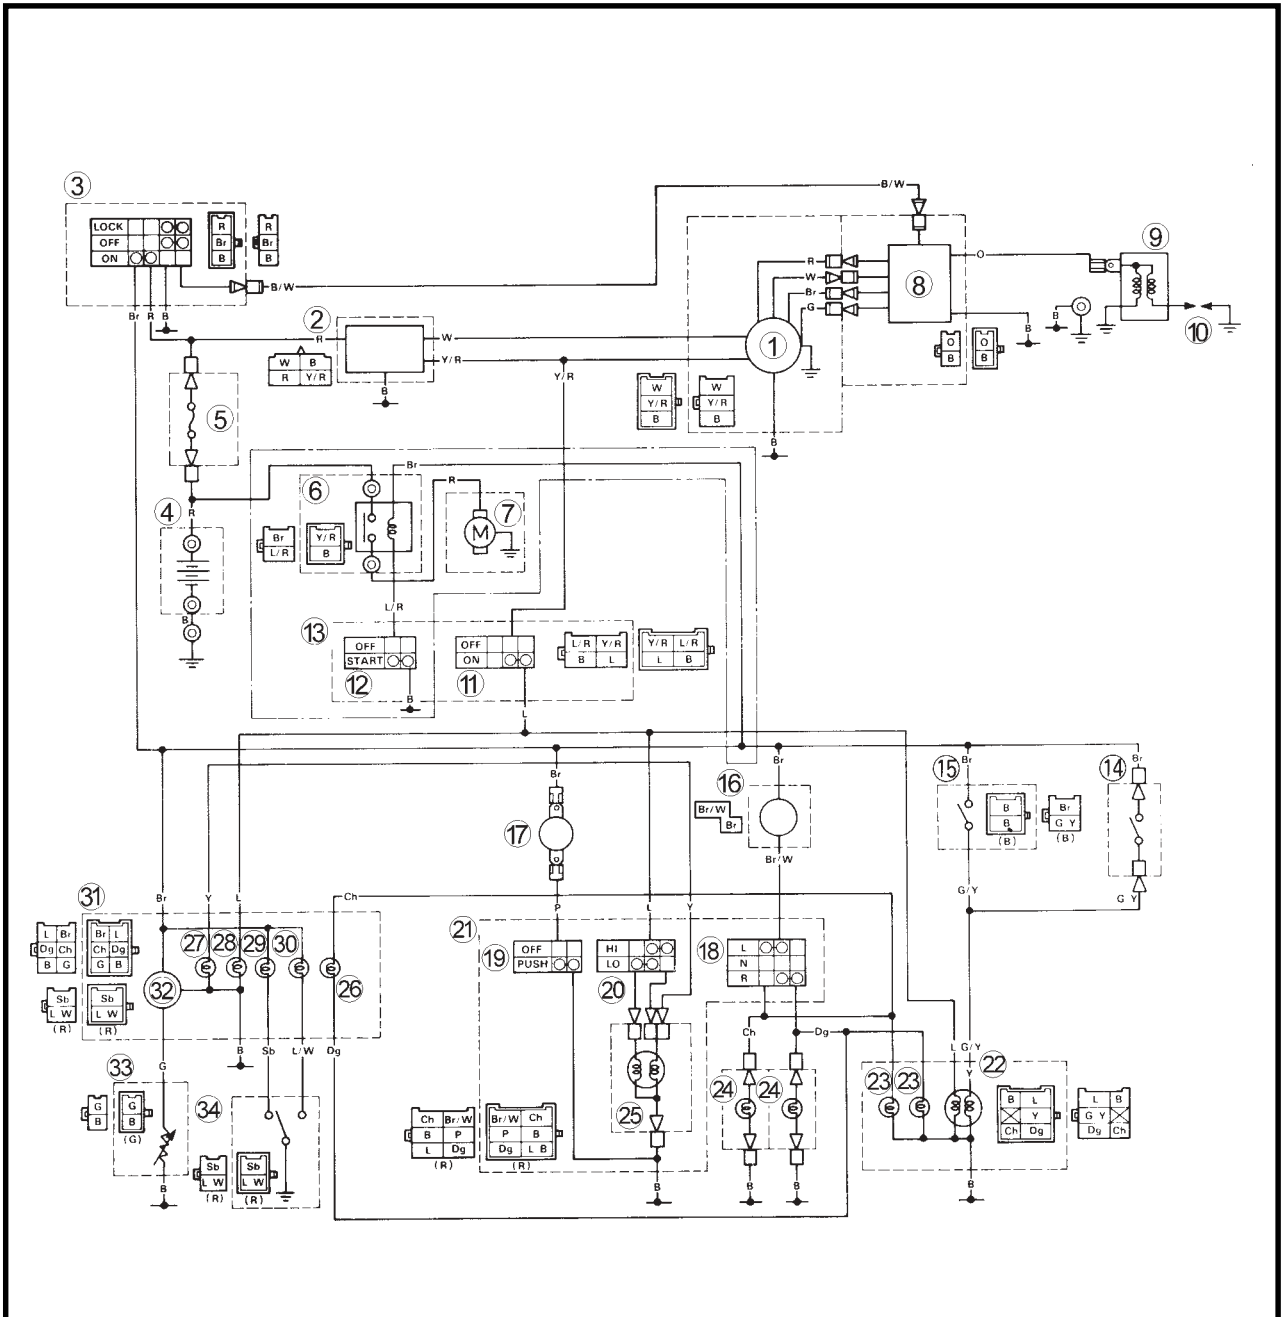 ③
B/W
LOCK
OFF
ON
R
Br
B
R
Br
B
B/W
⑨
O
R
W
Br
G
⑧
Br
R
B
②
B
B
⑩
R
W
①
O
B
O
B
W
B
R
Y/R
Y/R
Y/R
B
W
Y/R
B
W
Y/R
B
⑤
B
Br
④
R
⑥
R
⑦
M
Br
L/R
Y/R
B
L/R
B
⑬
OFF
START
OFF
ON
L/R
Y/R
B
L
Y/R
L/R
L
B
⑫
⑪
B
L
Br
Br
⑮
Br
⑭
Br
⑯
Br/W
Br
B
B
(B)
Br
G Y
(B)
⑰
Br/W
㉛
Br
Y
L
Ch
P
L
Y
G/Y
G Y
L
Br
Dg
Ch
B
G
Br
L
Ch
Dg
G
B
㉗
㉘
㉙
㉚
㉑
⑲
OFF
PUSH
HI
LO
⑱
L
N
R
㉜
㉖
⑳
Sb
L W
(R)
Sb
L W
(R)
Ch
Dg
B
Sb
L/W
Dg
L
G/Y
㉝
G
㉒
Y
G
B
G
B
(G)
㉞
㉔
㉔
㉓
㉓
B
L
Y
Ch
Dg
L
B
G Y
Dg
Ch
Ch
Br/W
B
P
L
Dg
(R)
Br/W
Ch
P
B
Dg
L B
(R)
㉕
Sb
L W
(R)
Sb
L W
(R)
B
B
B
B
B